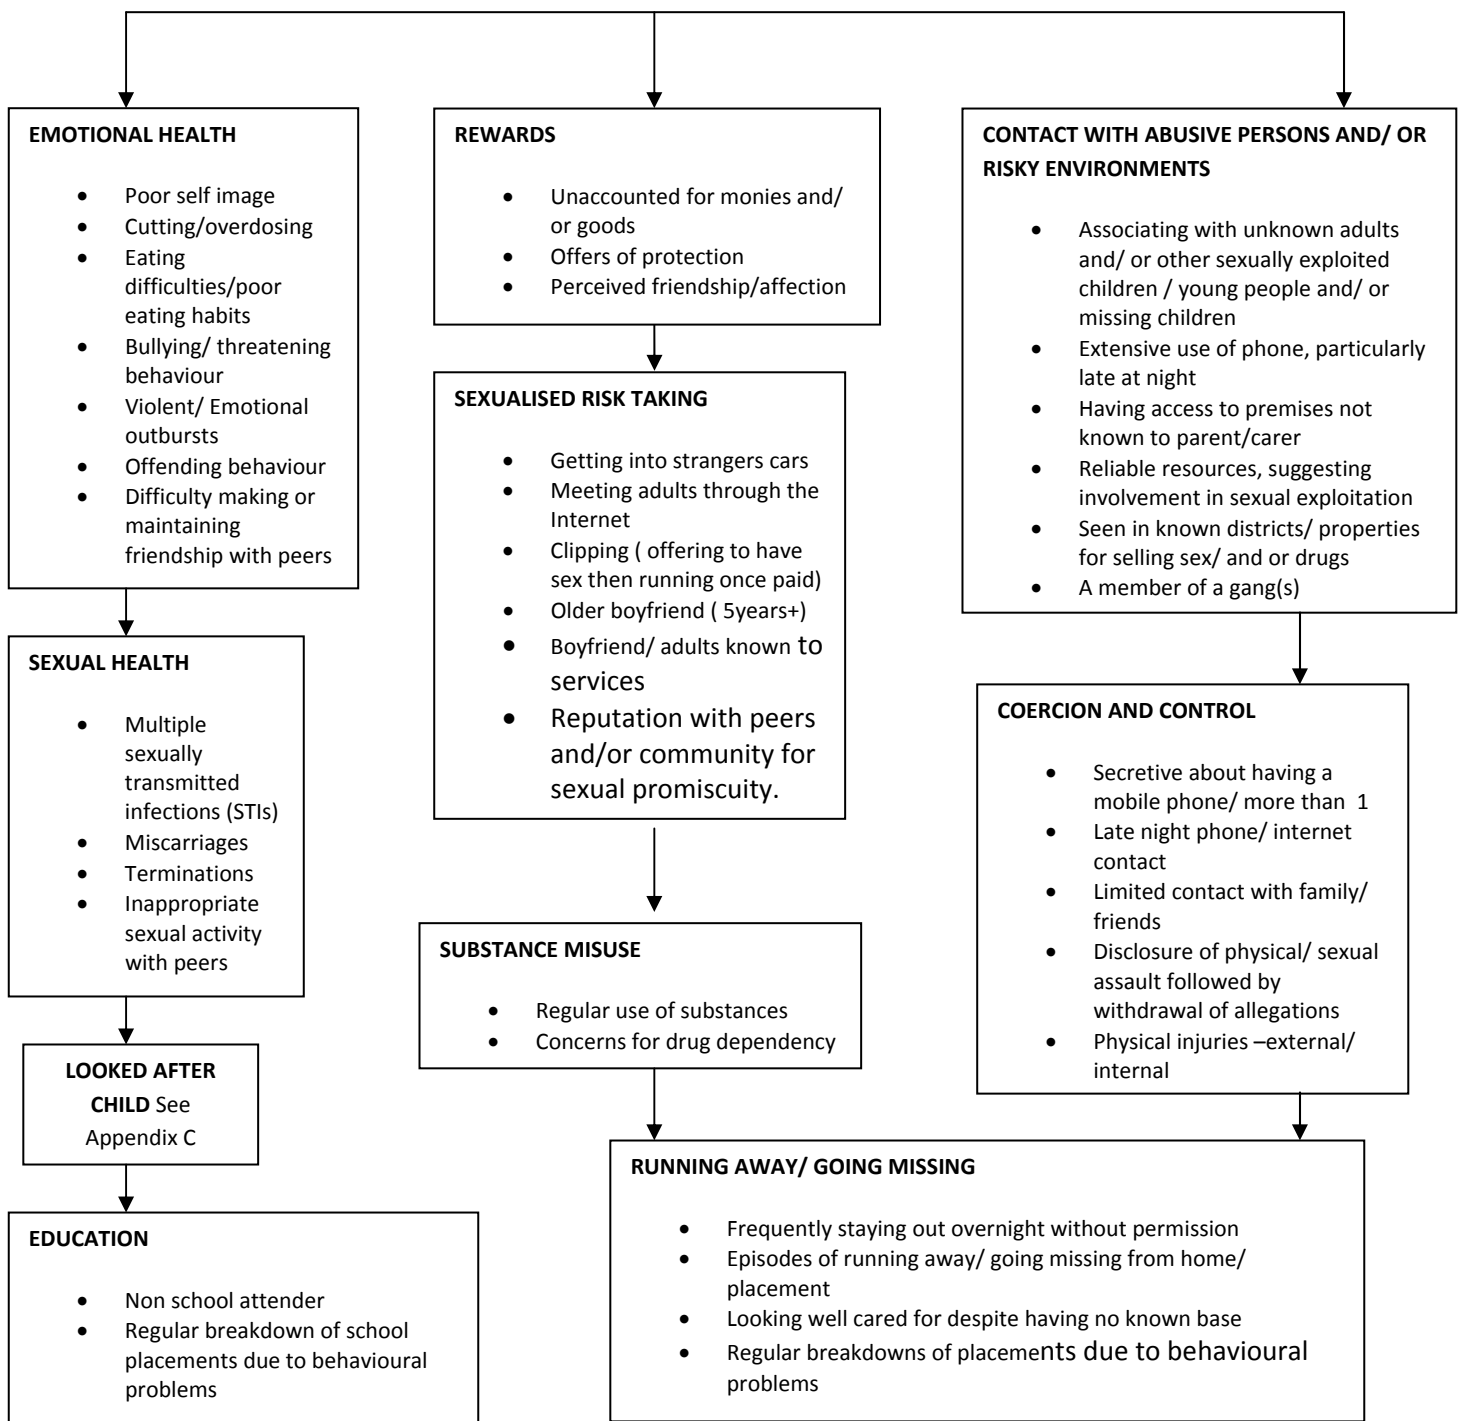 EMOTIONAL HEALTH
• Poor self image
• Cutting/overdosing
• Eating
difficulties/poor
eating habits
• Bullying/ threatening
behaviour
• Violent/ Emotional
outbursts
• Offending behaviour
• Difficulty making or
maintaining
friendship with peers
SEXUAL HEALTH
• Multiple
sexually
transmitted
infections (STIs)
• Miscarriages
• Terminations
• Inappropriate
sexual activity
with peers
LOOKED AFTER
CHILD See
Appendix C
EDUCATION
• Non school attender
• Regular breakdown of school
placements due to behavioural
problems
REWARDS
• Unaccounted for monies and/
or goods
• Offers of protection
• Perceived friendship/affection
SEXUALISED RISK TAKING
• Getting into strangers cars
• Meeting adults through the
Internet
• Clipping ( offering to have
sex then running once paid)
• Older boyfriend ( 5years+)
• Boyfriend/ adults known to
services
• Reputation with peers
and/or community for
sexual promiscuity.
SUBSTANCE MISUSE
• Regular use of substances
• Concerns for drug dependency
CONTACT WITH ABUSIVE PERSONS AND/ OR
RISKY ENVIRONMENTS
• Associating with unknown adults
and/ or other sexually exploited
children / young people and/ or
missing children
• Extensive use of phone, particularly
late at night
• Having access to premises not
known to parent/carer
• Reliable resources, suggesting
involvement in sexual exploitation
• Seen in known districts/ properties
for selling sex/ and or drugs
• A member of a gang(s)
COERCION AND CONTROL
• Secretive about having a
mobile phone/ more than 1
• Late night phone/ internet
contact
• Limited contact with family/
friends
• Disclosure of physical/ sexual
assault followed by
withdrawal of allegations
• Physical injuries –external/
internal
RUNNING AWAY/ GOING MISSING
• Frequently staying out overnight without permission
• Episodes of running away/ going missing from home/
placement
• Looking well cared for despite having no known base
• Regular breakdowns of placements due to behavioural
problems